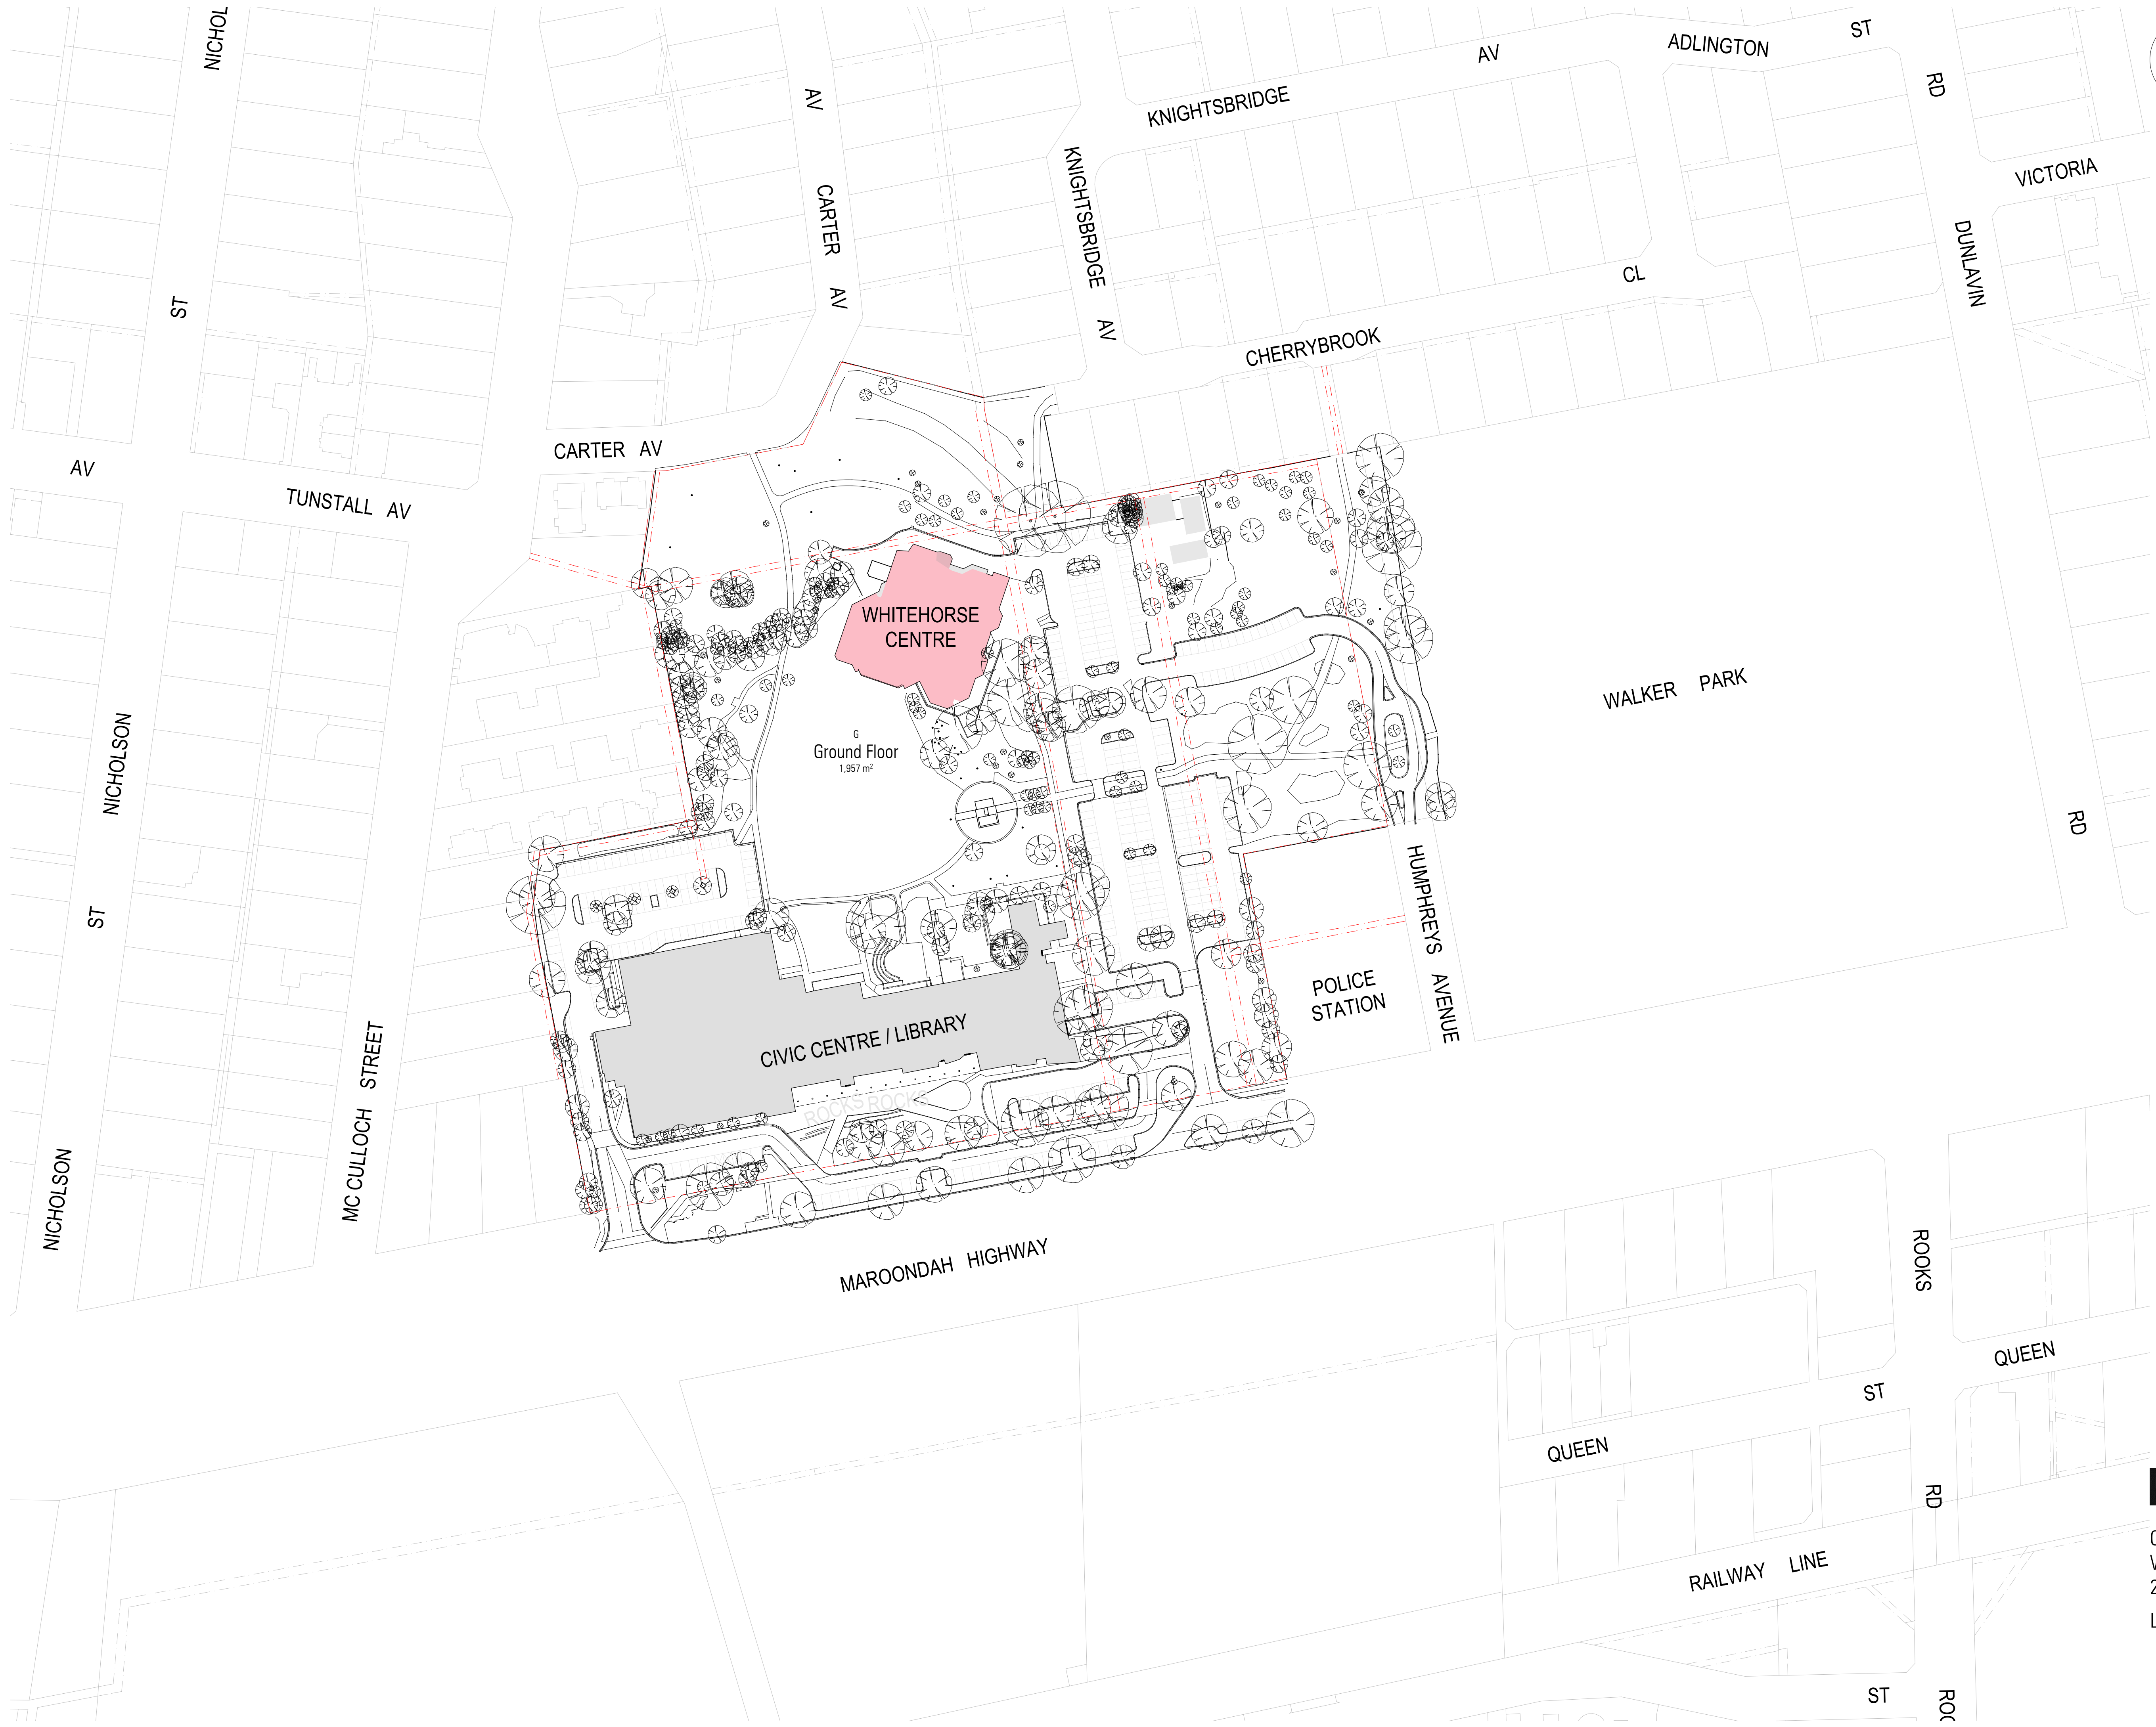 NICHOL
AV
ADLINGTON
ST
RD
KNIGHTSBRIDGE
AV
VICTORIA
KNIGHTSBRIDGE
CARTER
DUNLAVIN
ST
AV
CL
AV
CHERRYBROOK
CARTER AV
AV
TUNSTALL AV
WHITEHORSE
CENTRE
WALKER PARK
G
Ground Floor
1,957 m²
NICHOLSON
RD
ST
HUMPHREYS AVENUE
POLICE
STATION
CIVIC CENTRE / LIBRARY
MC CULLOCH STREET
ROCKS ROCKS
NICHOLSON
MAROONDAH HIGHWAY
ROOKS
QUEEN
ST
QUEEN
RD
RAILWAY LINE
ST